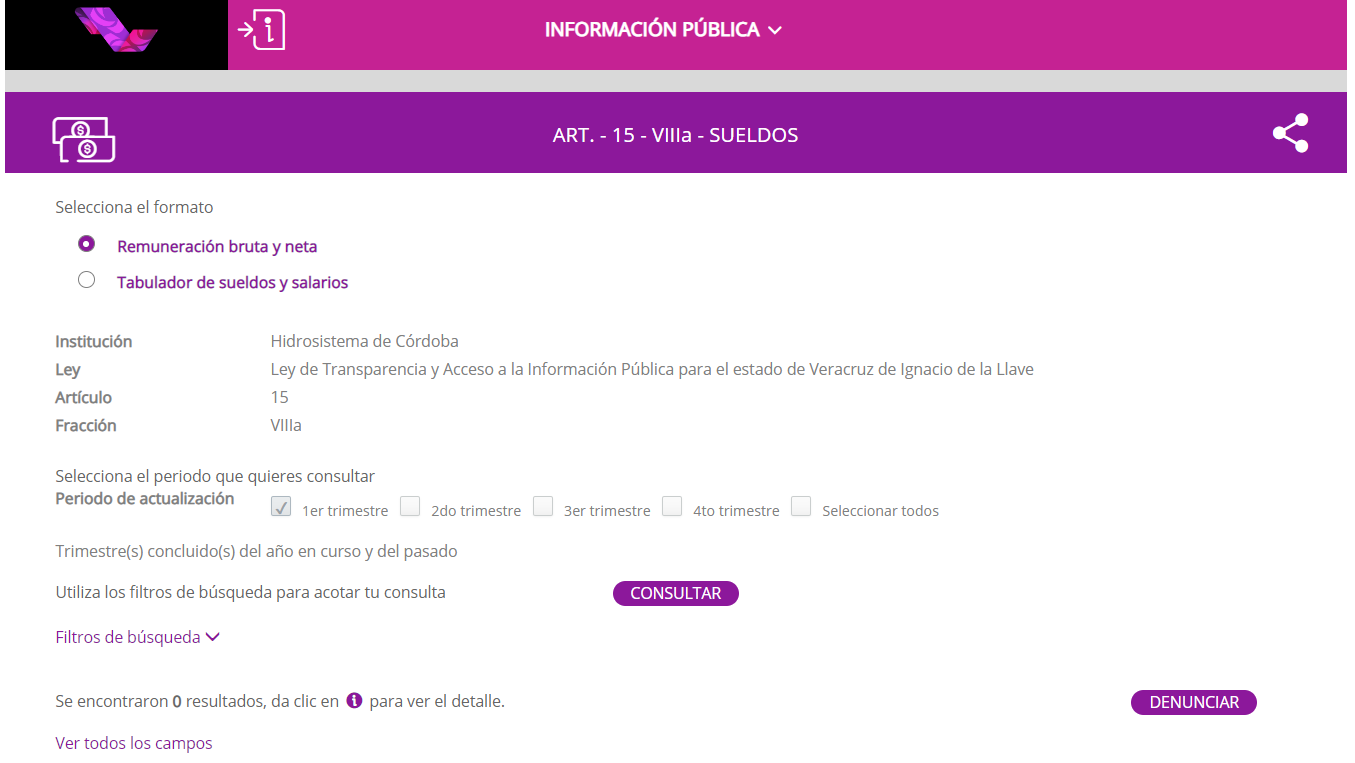 INFORMACIÓN PÚBLICA
ART. - 15 - VIIIa - SUELDOS
Selecciona el formato
Remuneración bruta y neta
Tabulador de sueldos y salarios
Institución Hidrosistema de Córdoba
Ley Ley de Transparencia y Acceso a la Información Pública para el estado de Veracruz de Ignacio de la Llave
Artículo 15
Fracción VIIIa
Selecciona el periodo que quieres consultar
Periodo de actualización 1er trimestre 2do trimestre 3er trimestre 4to trimestre Seleccionar todos
Trimestre(s) concluido(s) del año en curso y del pasado
Utiliza los filtros de búsqueda para acotar tu consulta CONSULTAR
Filtros de búsqueda
Se encontraron 0 resultados, da clic en i para ver el detalle. DENUNCIAR
Ver todos los campos